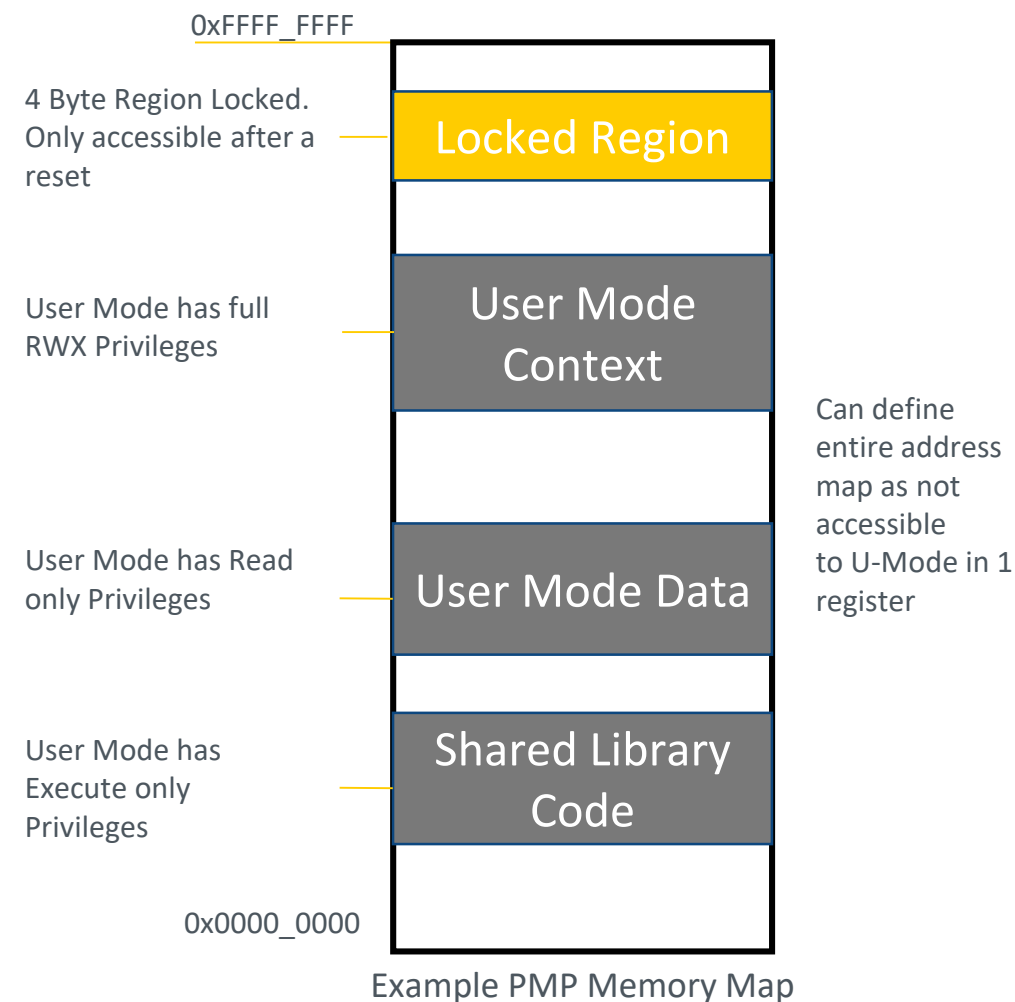 0xFFFF_FFFF
4 Byte Region Locked.
Only accessible after a
reset
Locked Region
User Mode has full
RWX Privileges
User Mode
Context
Can define
entire address
map as not
accessible
to U-Mode in 1
register
User Mode has Read
only Privileges
User Mode Data
User Mode has
Execute only
Privileges
Shared Library
Code
0x0000_0000
Example PMP Memory Map